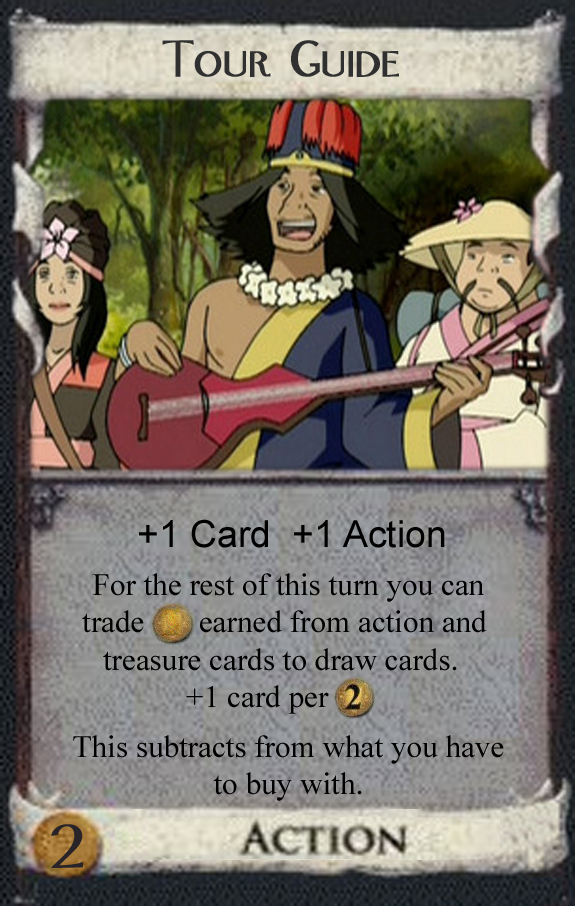 TOUR GUIDE
+1 Card +1 Action
For the rest of this turn you can
trade earned from action and
treasure cards to draw cards.
+1 card per 2
This subtracts from what you have
to buy with.
2 ACTION